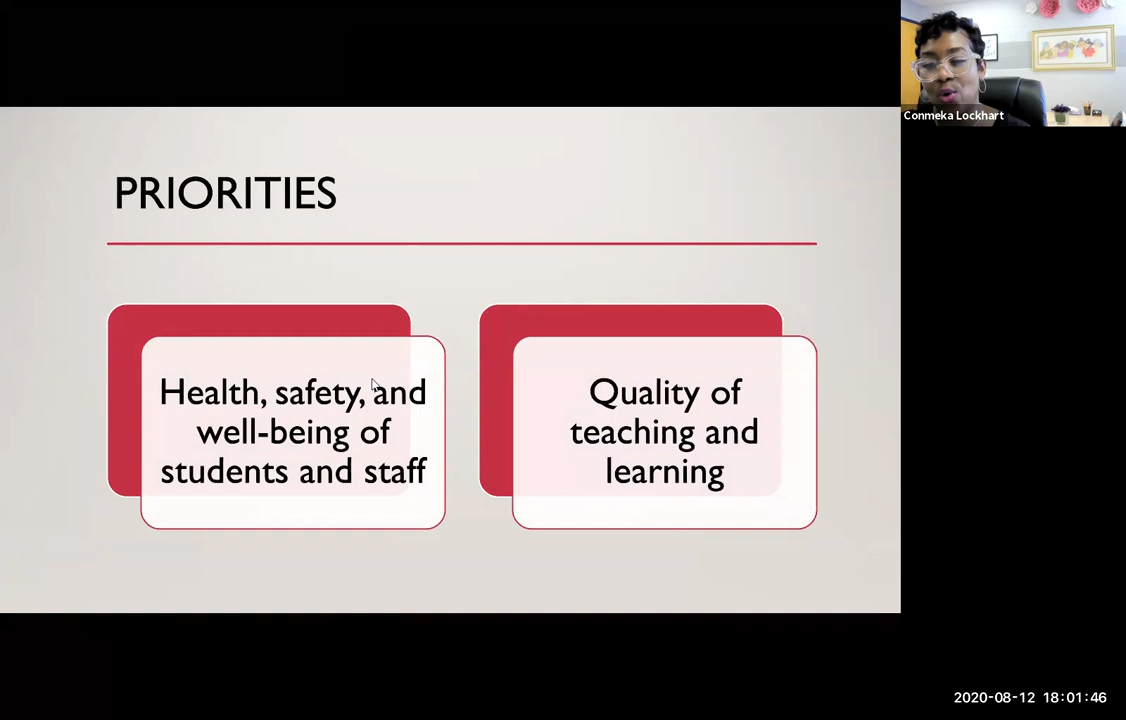 Conmeka Lockhart
PRIORITIES
Health, safety, and
well-being of
students and staff
Quality of
teaching and
learning
2020-08-12 18:01:46